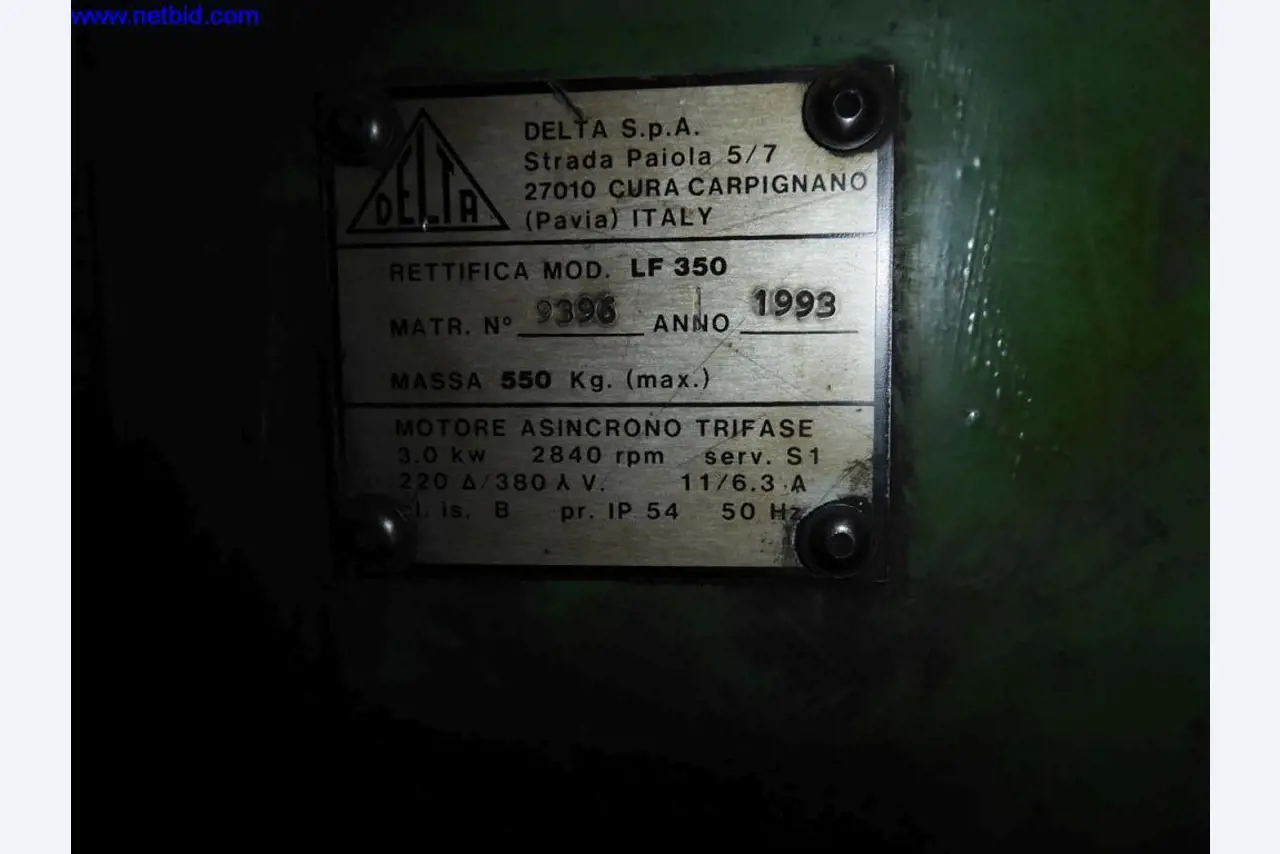 www.netbid.com
DELTA
DELTA S.p.A.
Strada Paiola 5/7
27010 CURA CARPIGNANO
(Pavia) ITALY
RETTIFICA MOD. LF 350
MATR. Nº 9396 ANNO 1993
MASSA 550 Kg. (max.)
MOTORE ASINCRONO TRIFASE
3.0 kw 2840 rpm serv. S1
220 Δ/380 ⅄ V. 11/6.3 A
cl. is. B pr. IP 54 50 Hz